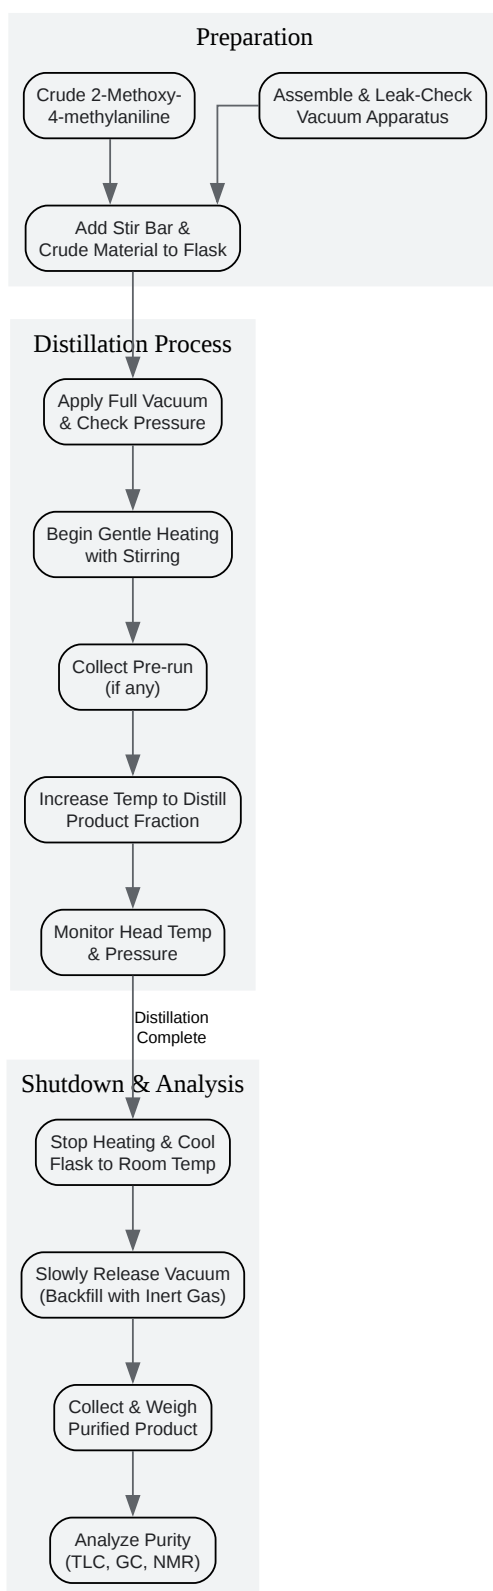 Preparation
Crude 2-Methoxy-
4-methylaniline
Assemble & Leak-Check
Vacuum Apparatus
Add Stir Bar &
Crude Material to Flask
Distillation Process
Apply Full Vacuum
& Check Pressure
Begin Gentle Heating
with Stirring
Collect Pre-run
(if any)
Increase Temp to Distill
Product Fraction
Monitor Head Temp
& Pressure
Distillation
Complete
Shutdown & Analysis
Stop Heating & Cool
Flask to Room Temp
Slowly Release Vacuum
(Backfill with Inert Gas)
Collect & Weigh
Purified Product
Analyze Purity
(TLC, GC, NMR)